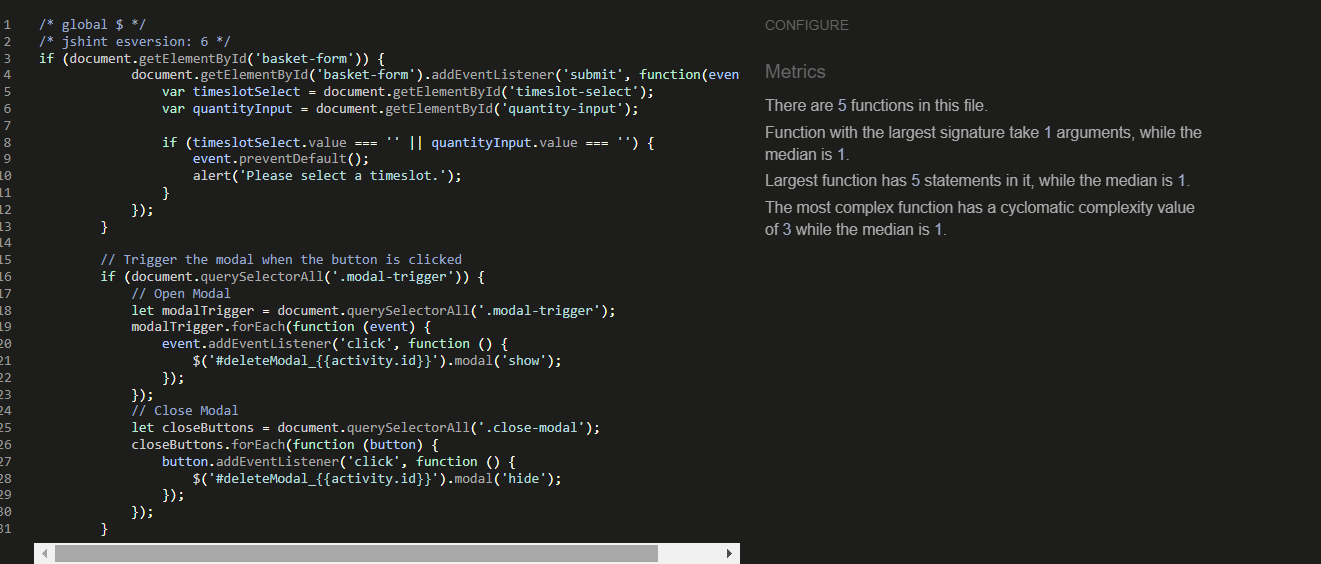 1 /* global $ */
2 /* jshint esversion: 6 */
3 if (document.getElementById('basket-form')) {
4 document.getElementById('basket-form').addEventListener('submit', function(even
5 var timeslotSelect = document.getElementById('timeslot-select');
6 var quantityInput = document.getElementById('quantity-input');
7
8 if (timeslotSelect.value === '' || quantityInput.value === '') {
9 event.preventDefault();
10 alert('Please select a timeslot.');
11 }
12 });
13 }
14
15 // Trigger the modal when the button is clicked
16 if (document.querySelectorAll('.modal-trigger')) {
17 // Open Modal
18 let modalTrigger = document.querySelectorAll('.modal-trigger');
19 modalTrigger.forEach(function (event) {
20 event.addEventListener('click', function () {
21 $('#deleteModal_{{activity.id}}').modal('show');
22 });
23 });
24 // Close Modal
25 let closeButtons = document.querySelectorAll('.close-modal');
26 closeButtons.forEach(function (button) {
27 button.addEventListener('click', function () {
28 $('#deleteModal_{{activity.id}}').modal('hide');
29 });
30 });
31 }
CONFIGURE
Metrics
There are 5 functions in this file.
Function with the largest signature take 1 arguments, while the
median is 1.
Largest function has 5 statements in it, while the median is 1.
The most complex function has a cyclomatic complexity value
of 3 while the median is 1.